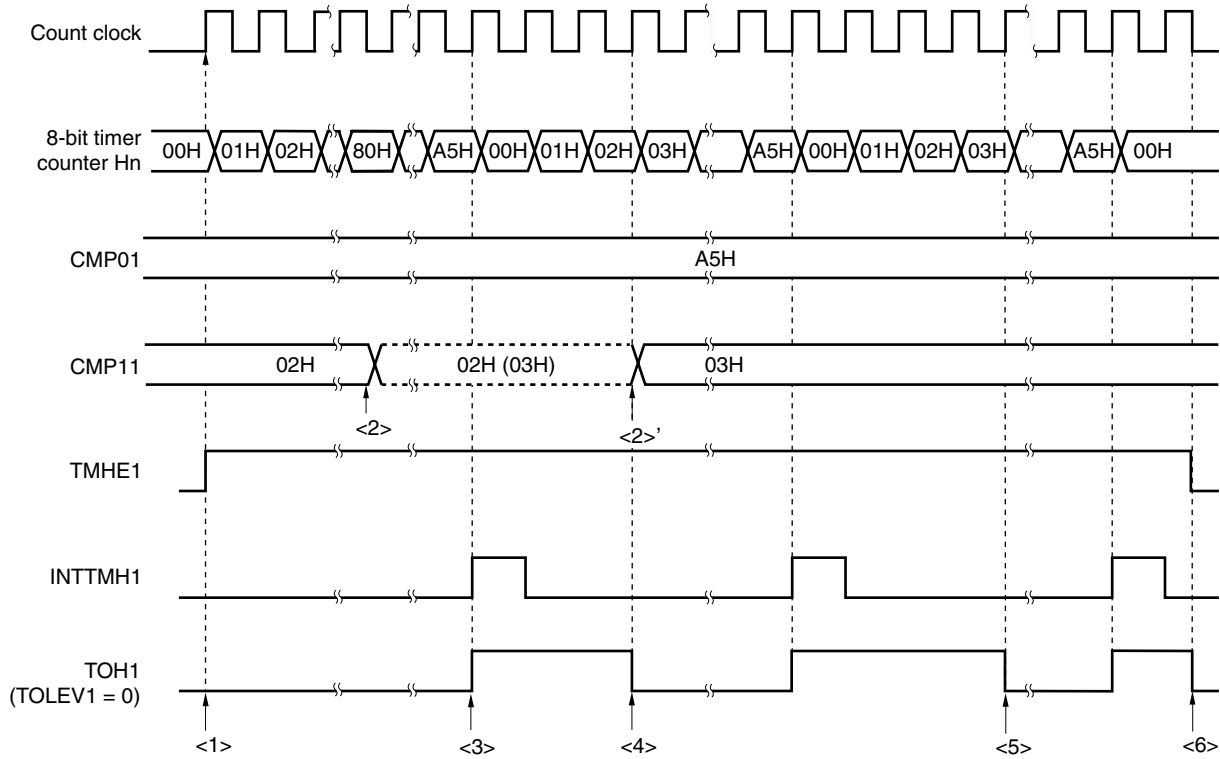 Count clock
8-bit timer
counter Hn
00H 01H 02H 80H A5H 00H 01H 02H 03H A5H 00H 01H 02H 03H A5H 00H
CMP01
A5H
CMP11
02H 02H (03H) 03H
<2> <2>’
TMHE1
INTTMH1
TOH1
(TOLEV1 = 0)
<1> <3> <4> <5> <6>